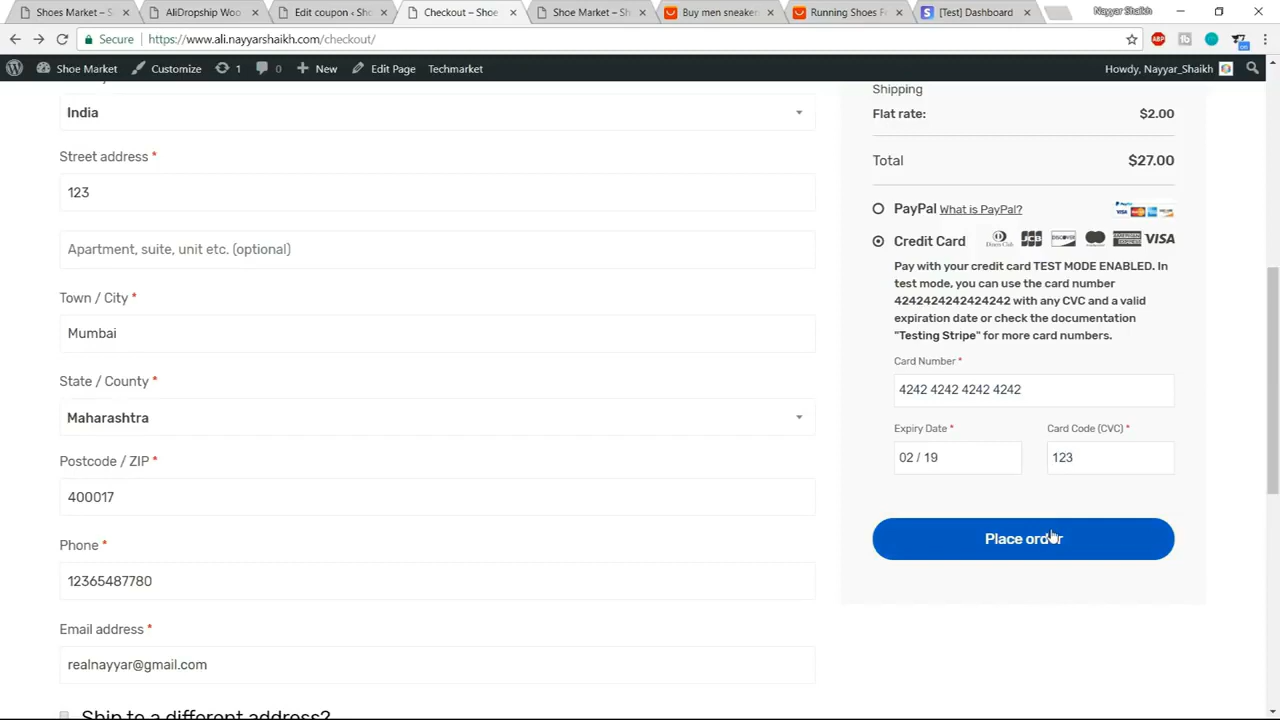 Shoes Market –
AliDropship Woo
Edit coupon ‹ Sho
Checkout – Shoe
Shoe Market – Sh
Buy men sneaker
Running Shoes Fr
[Test] Dashboard
Nayyar Shaikh
Secure
https://www.ali.nayyarshaikh.com/checkout/
ABP
Shoe Market
Customize
1
0
New
Edit Page
Techmarket
Howdy, Nayyar_Shaikh
India
Street address *
123
Apartment, suite, unit etc. (optional)
Town / City *
Mumbai
State / County *
Maharashtra
Postcode / ZIP *
400017
Phone *
12365487780
Email address *
realnayyar@gmail.com
Ship to a different address?
Shipping
Flat rate: $2.00
Total $27.00
PayPal What is PayPal?
Credit Card
Pay with your credit card TEST MODE ENABLED. In
test mode, you can use the card number
4242424242424242 with any CVC and a valid
expiration date or check the documentation
"Testing Stripe" for more card numbers.
Card Number *
4242 4242 4242 4242
Expiry Date *
Card Code (CVC) *
02 / 19
123
Place order